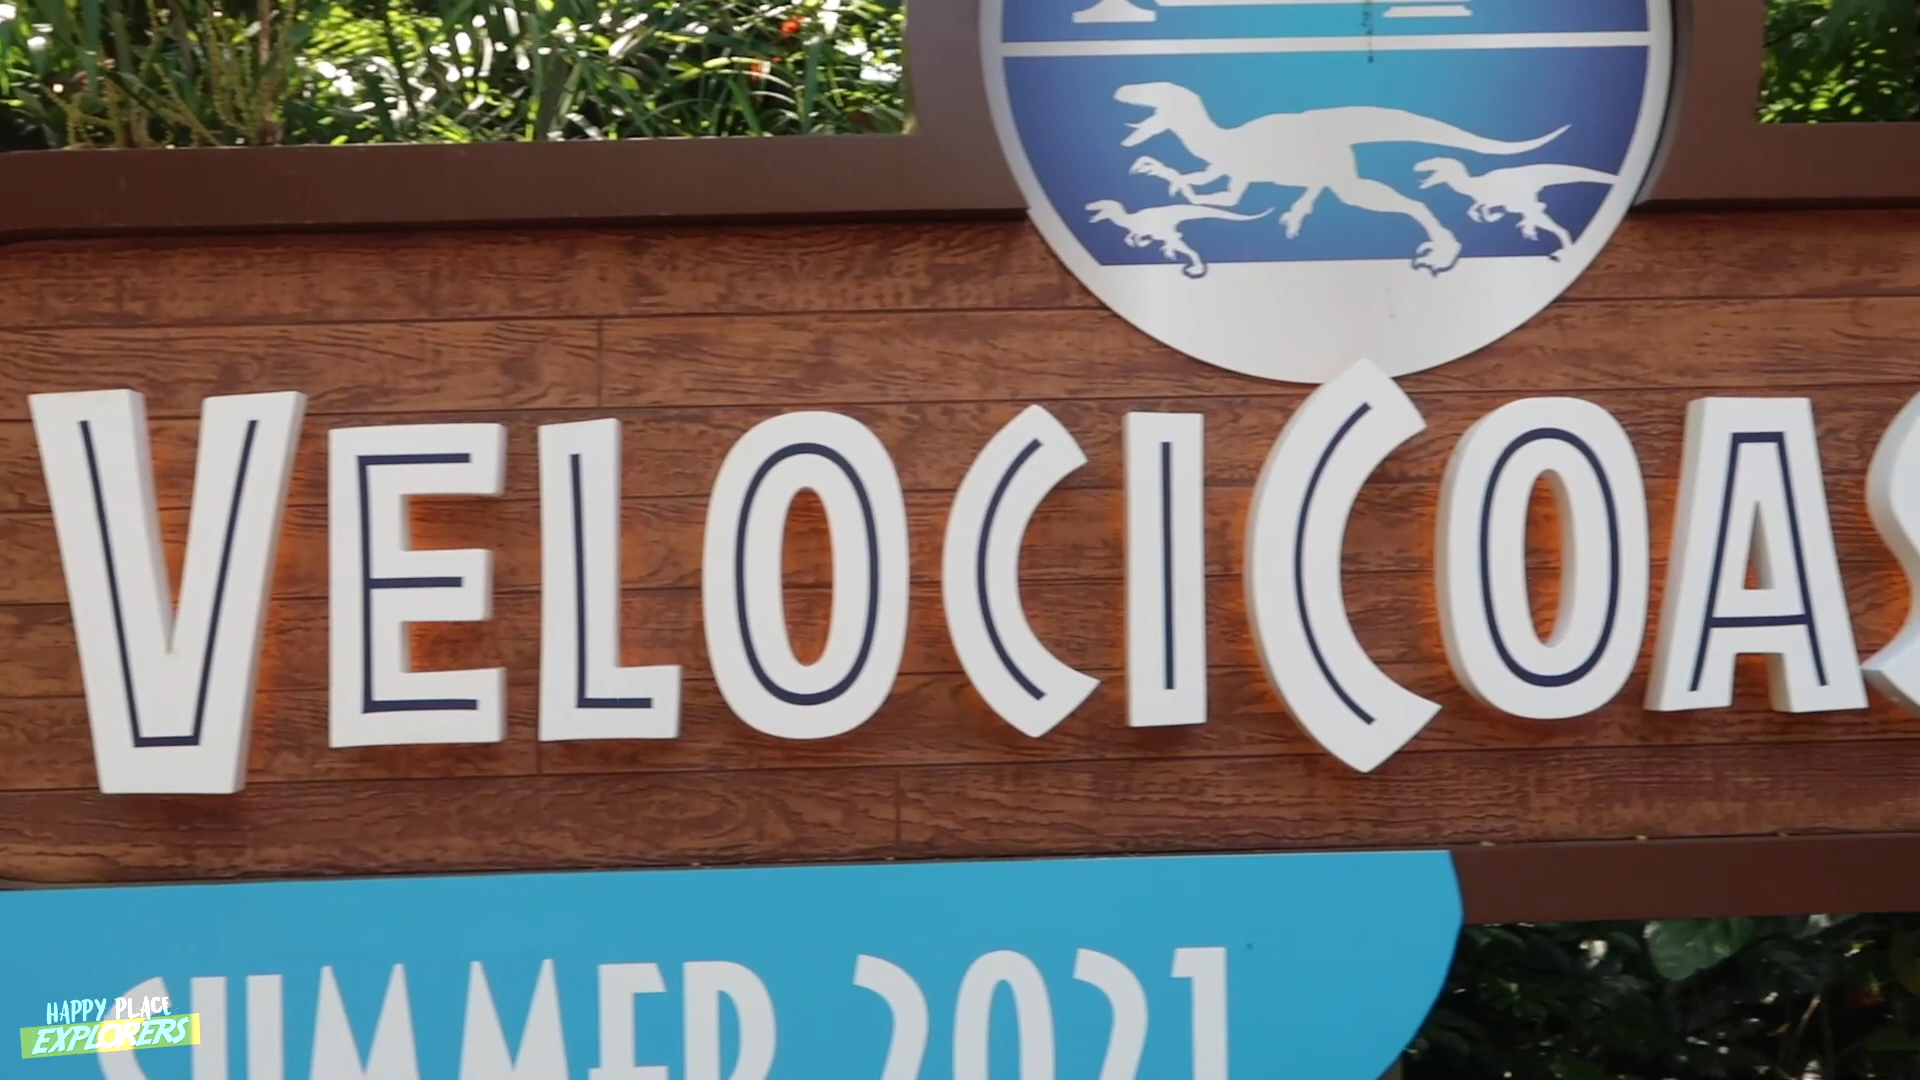 VELOCICOAS
SUMMER 2021
HAPPY PLACE
EXPLORERS